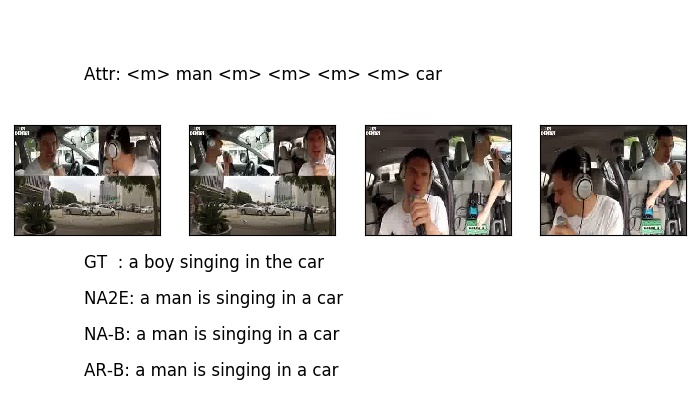 Attr: <m> man <m> <m> <m> <m> car
GT : a boy singing in the car
NA2E: a man is singing in a car
NA-B: a man is singing in a car
AR-B: a man is singing in a car